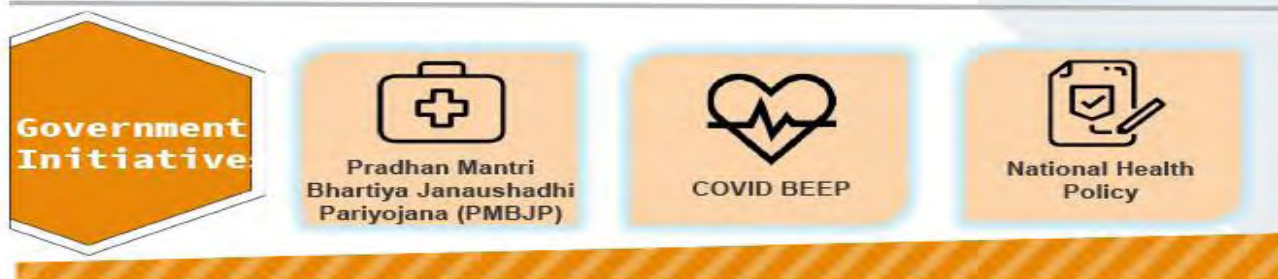 Government
Initiatives
Pradhan Mantri
Bhartiya Janaushadhi
Pariyojana (PMBJP)
COVID BEEP
National Health
Policy